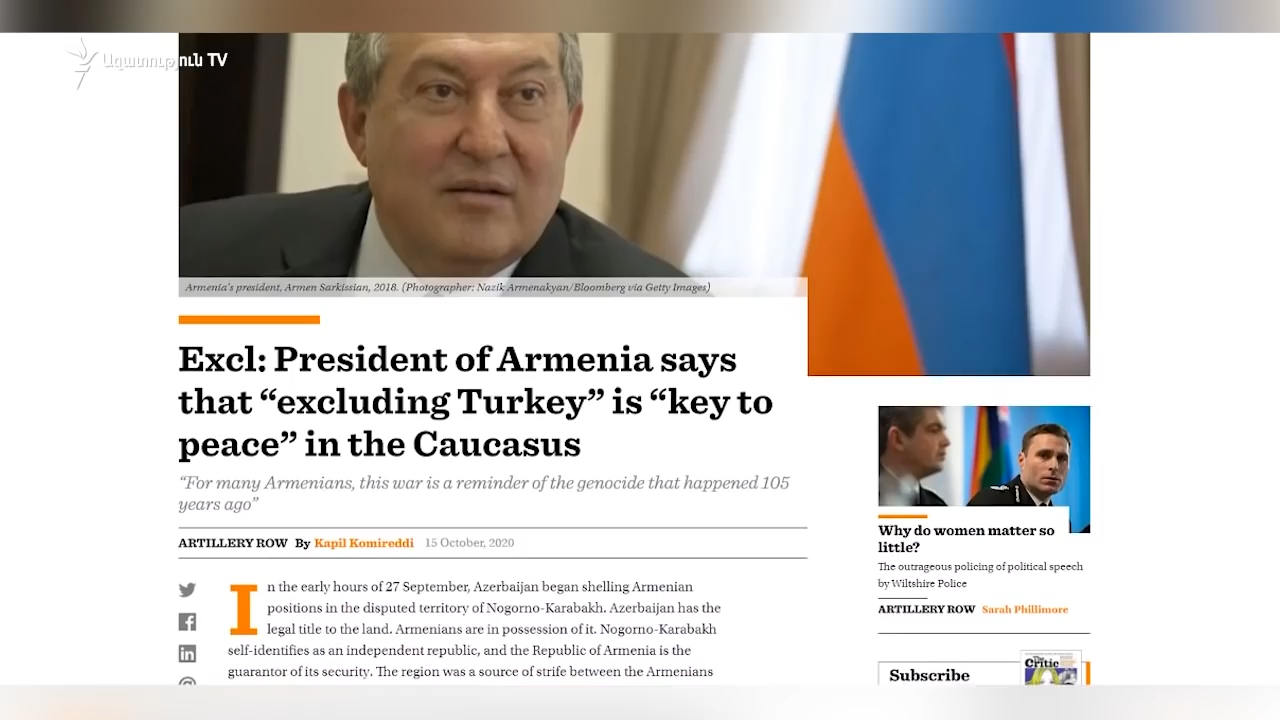 Ազատություն TV
Armenia's president, Armen Sarkissian, 2018. (Photographer: Nazik Armenakyan/Bloomberg via Getty Images)
Excl: President of Armenia says
that “excluding Turkey” is “key to
peace” in the Caucasus
“For many Armenians, this war is a reminder of the genocide that happened 105
years ago”
ARTILLERY ROW By Kapil Komireddi 15 October, 2020
In the early hours of 27 September, Azerbaijan began shelling Armenian
positions in the disputed territory of Nogorno-Karabakh. Azerbaijan has the
legal title to the land. Armenians are in possession of it. Nogorno-Karabakh
self-identifies as an independent republic, and the Republic of Armenia is the
guarantor of its security. The region was a source of strife between the Armenians
Why do women matter so
little?
The outrageous policing of political speech
by Wiltshire Police
ARTILLERY ROW Sarah Phillimore
Subscribe
The Critic